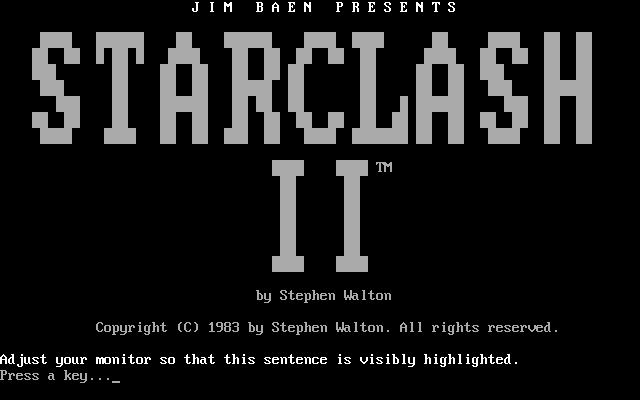 JIM BAEN PRESENTS
STARCLASH
II™
by Stephen Walton
Copyright (C) 1983 by Stephen Walton. All rights reserved.
Adjust your monitor so that this sentence is visibly highlighted.
Press a key..._